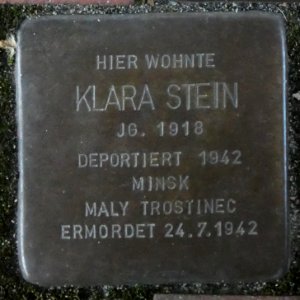 HIER WOHNTE
KLARA STEIN
JG. 1918
DEPORTIERT 1942
MINSK
MALY TROSTINEC
ERMORDET 24.7.1942